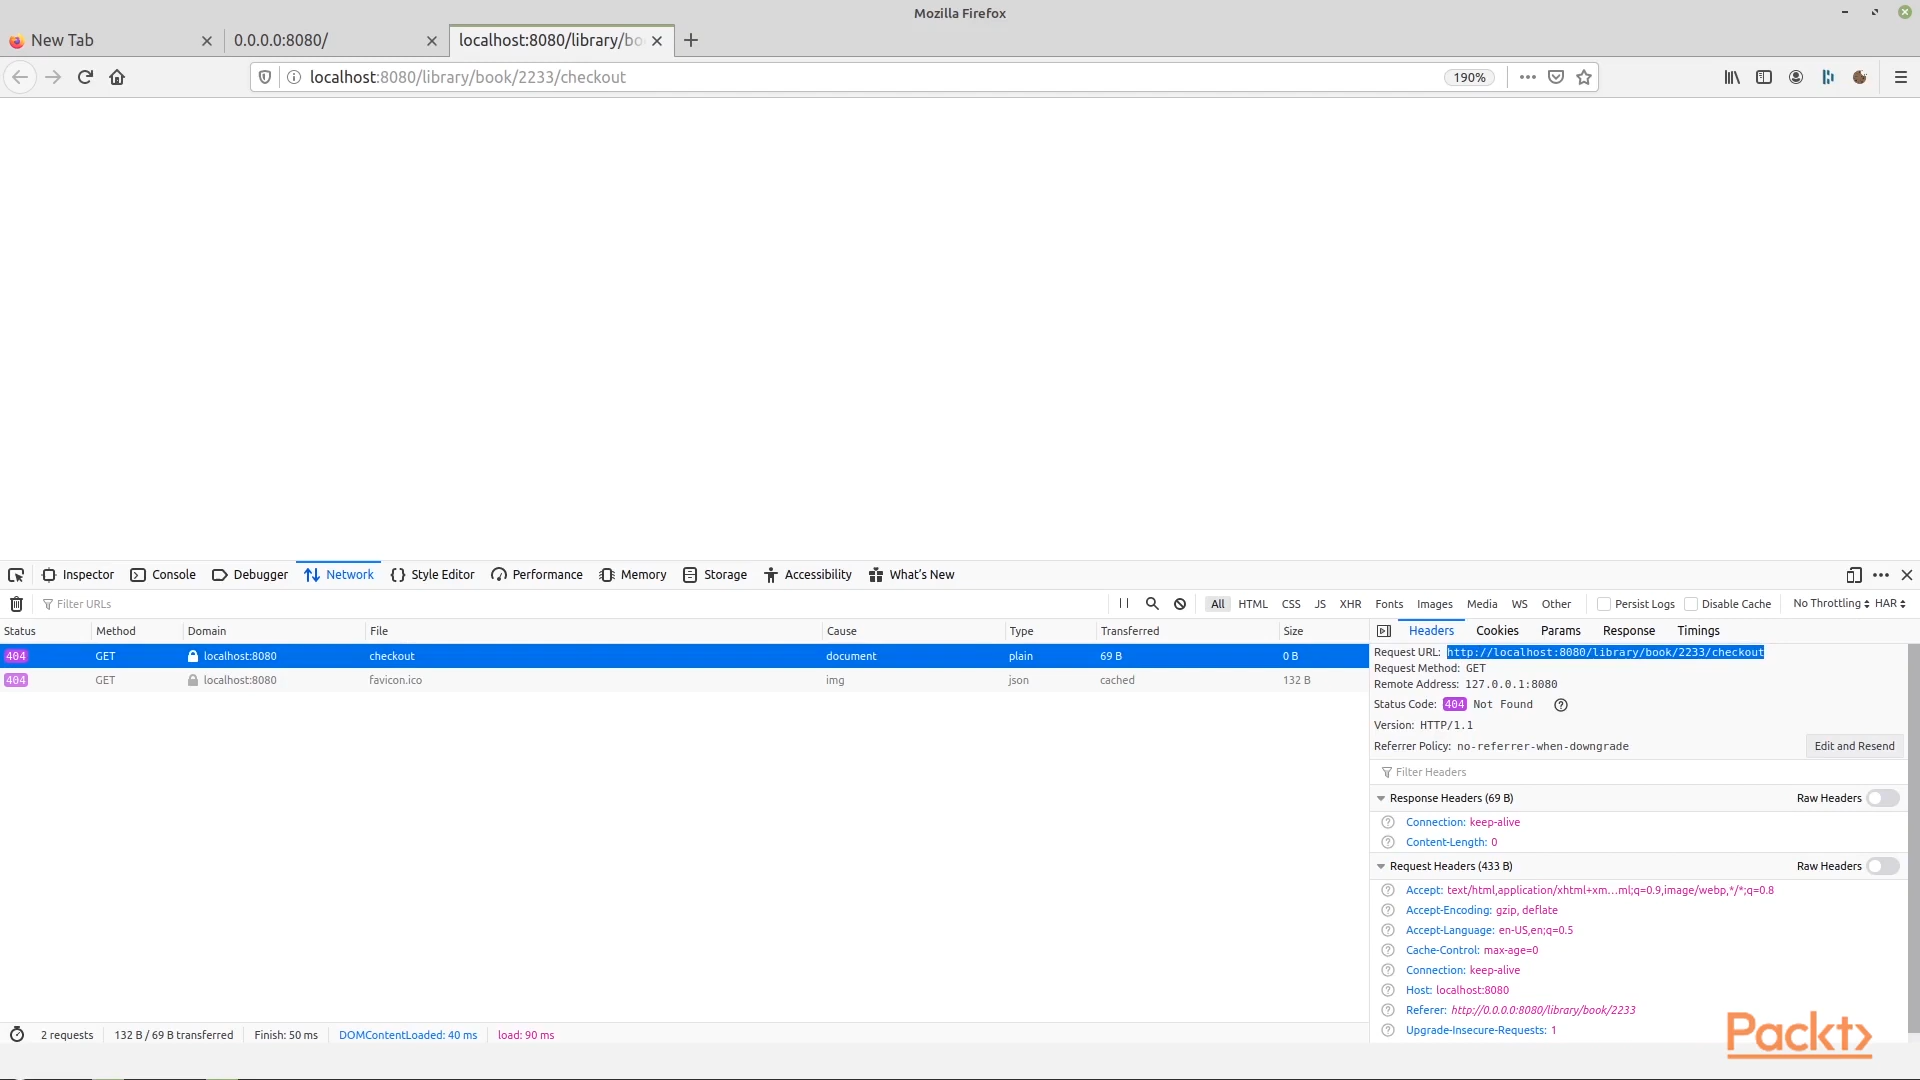 Mozilla Firefox
New Tab
0.0.0.0:8080/
localhost:8080/library/bo
localhost:8080/library/book/2233/checkout
190%
Inspector Console Debugger Network Style Editor Performance Memory Storage Accessibility What's New
Filter URLs
All HTML CSS JS XHR Fonts Images Media WS Other Persist Logs Disable Cache No Throttling HAR
Status Method Domain File Cause Type Transferred Size
404 GET localhost:8080 checkout document plain 69 B 0 B
404 GET localhost:8080 favicon.ico img json cached 132 B
Headers Cookies Params Response Timings
Request URL: http://localhost:8080/library/book/2233/checkout
Request Method: GET
Remote Address: 127.0.0.1:8080
Status Code: 404 Not Found
Version: HTTP/1.1
Referrer Policy: no-referrer-when-downgrade
Edit and Resend
Filter Headers
Response Headers (69 B) Raw Headers
Connection: keep-alive
Content-Length: 0
Request Headers (433 B) Raw Headers
Accept: text/html,application/xhtml+xm…ml;q=0.9,image/webp,*/*;q=0.8
Accept-Encoding: gzip, deflate
Accept-Language: en-US,en;q=0.5
Cache-Control: max-age=0
Connection: keep-alive
Host: localhost:8080
Referer: http://0.0.0.0:8080/library/book/2233
Upgrade-Insecure-Requests: 1
2 requests 132 B / 69 B transferred Finish: 50 ms DOMContentLoaded: 40 ms load: 90 ms
Packt>